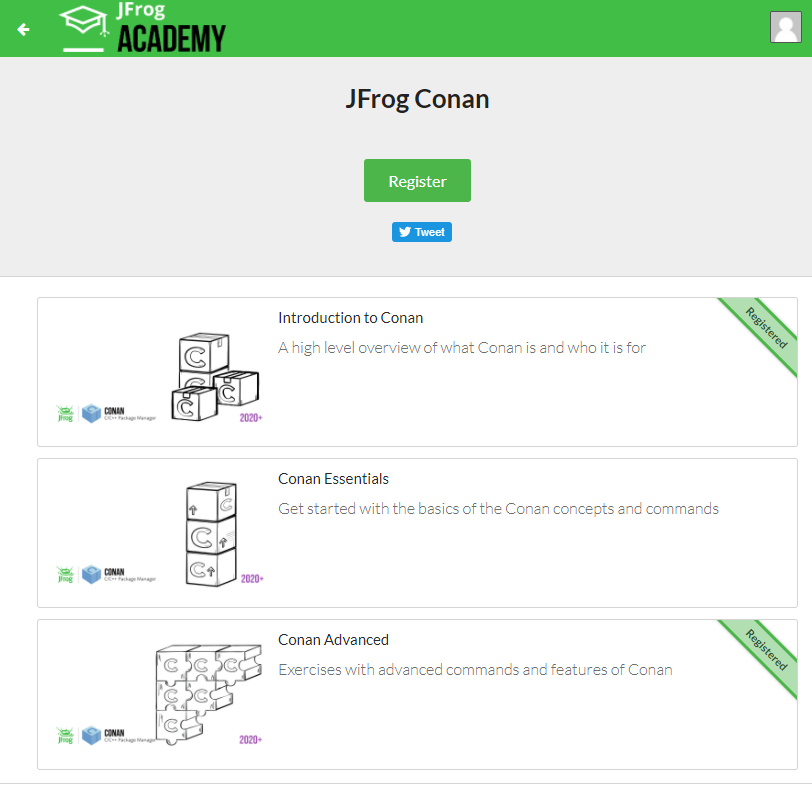 JFrog
ACADEMY
JFrog Conan
Register
Tweet
Introduction to Conan
A high level overview of what Conan is and who it is for
Registered
C
C
C
C
JFrog
CONAN
C/C++ Package Manager
2020+
Conan Essentials
Get started with the basics of the Conan concepts and commands
C
C
C
JFrog
CONAN
C/C++ Package Manager
2020+
Conan Advanced
Exercises with advanced commands and features of Conan
Registered
C C C
C C
C
JFrog
CONAN
C/C++ Package Manager
2020+